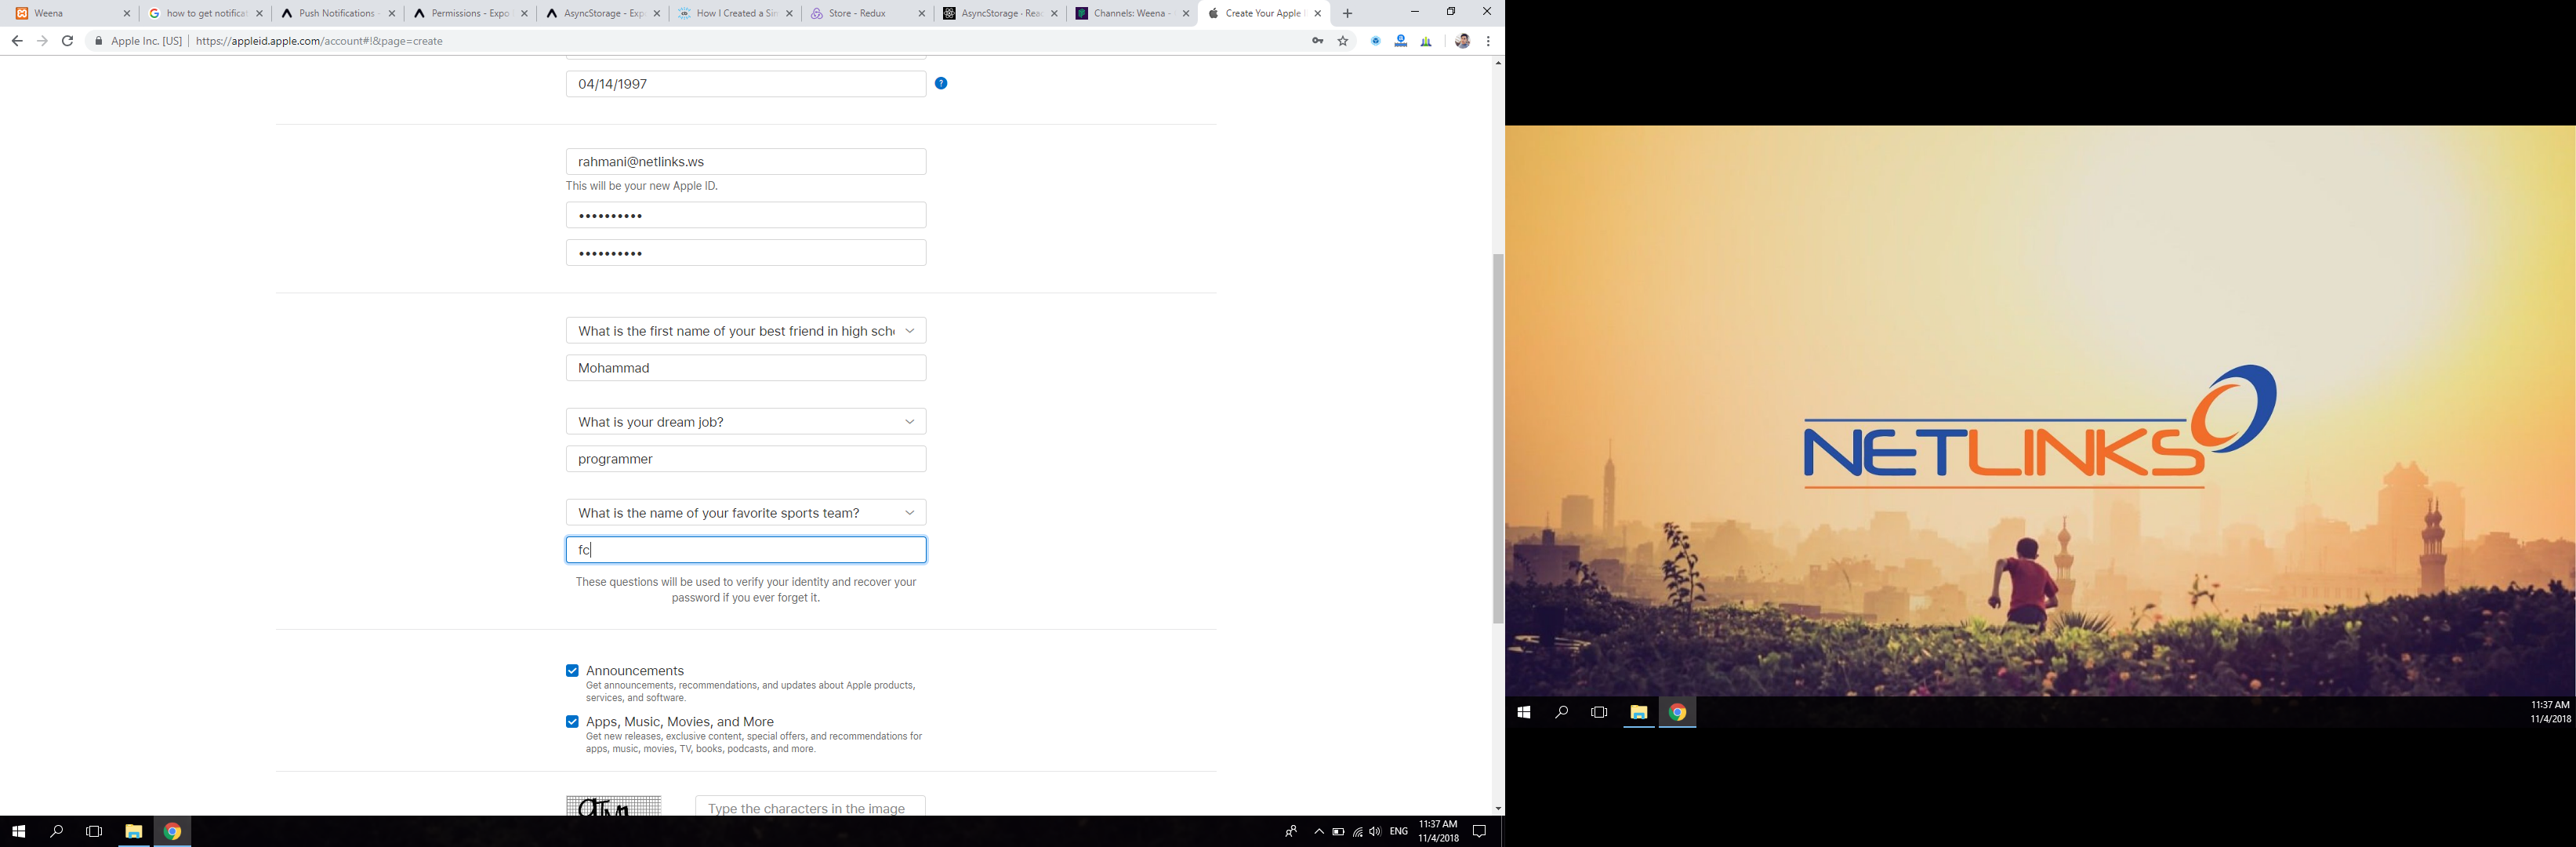 Weena
how to get notificat
Push Notifications
Permissions - Expo
AsyncStorage - Exp
How I Created a Sim
Store - Redux
AsyncStorage · Rea
Channels: Weena -
Create Your Apple I
Apple Inc. [US] | https://appleid.apple.com/account#!&page=create
04/14/1997
?
rahmani@netlinks.ws
This will be your new Apple ID.
••••••••••
••••••••••
What is the first name of your best friend in high scho
Mohammad
What is your dream job?
programmer
What is the name of your favorite sports team?
fc
These questions will be used to verify your identity and recover your
password if you ever forget it.
Announcements
Get announcements, recommendations, and updates about Apple products,
services, and software.
Apps, Music, Movies, and More
Get new releases, exclusive content, special offers, and recommendations for
apps, music, movies, TV, books, podcasts, and more.
Type the characters in the image
ENG
11:37 AM
11/4/2018
NETLINKS
11:37 AM
11/4/2018